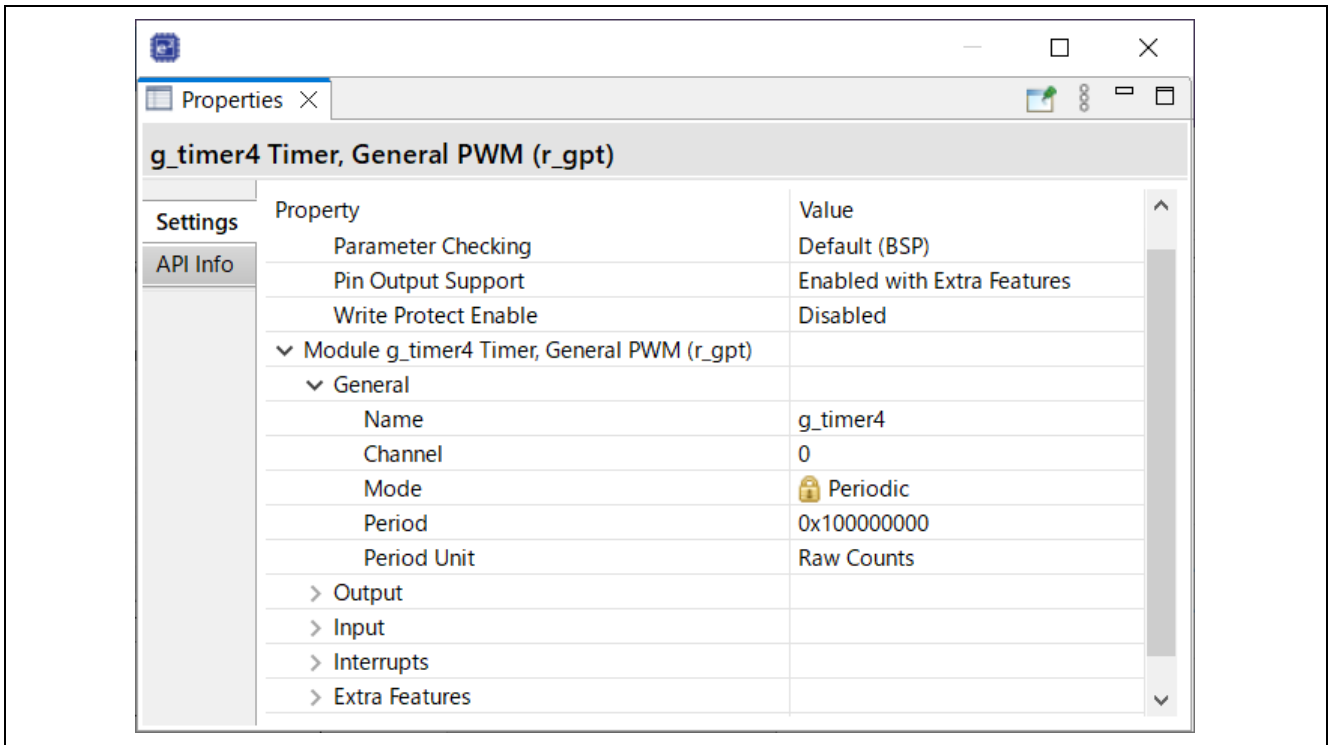 Properties
g_timer4 Timer, General PWM (r_gpt)
Settings
API Info
Property Value
Parameter Checking Default (BSP)
Pin Output Support Enabled with Extra Features
Write Protect Enable Disabled
Module g_timer4 Timer, General PWM (r_gpt)
General
Name g_timer4
Channel 0
Mode Periodic
Period 0x100000000
Period Unit Raw Counts
Output
Input
Interrupts
Extra Features